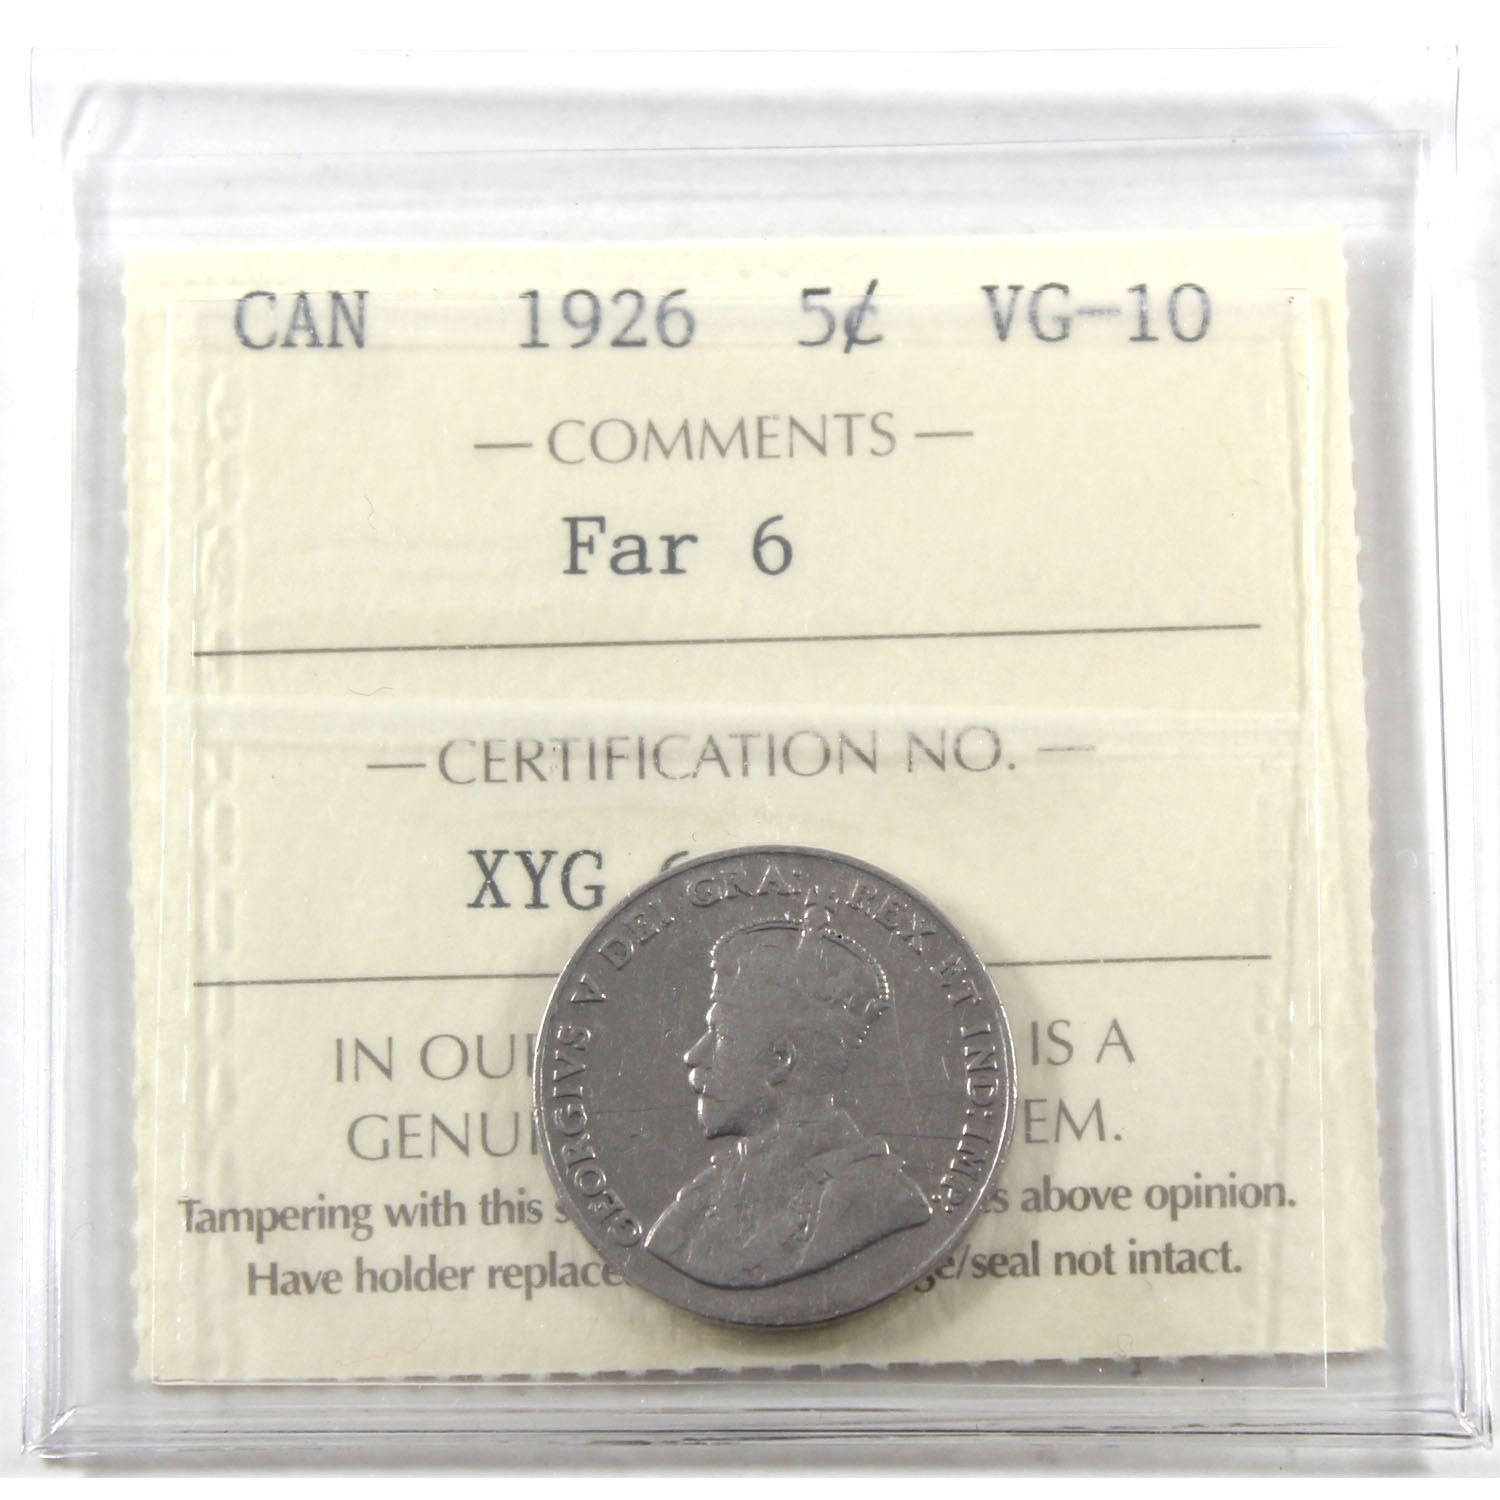 CAN 1926 5¢ VG-10
— COMMENTS —
Far 6
— CERTIFICATION NO. —
XYG
IN OU IS A
GENU EM.
Tampering with this above opinion.
Have holder replace /seal not intact.
GEORGIVS V DEI GRA: REX ET IND: IMP: